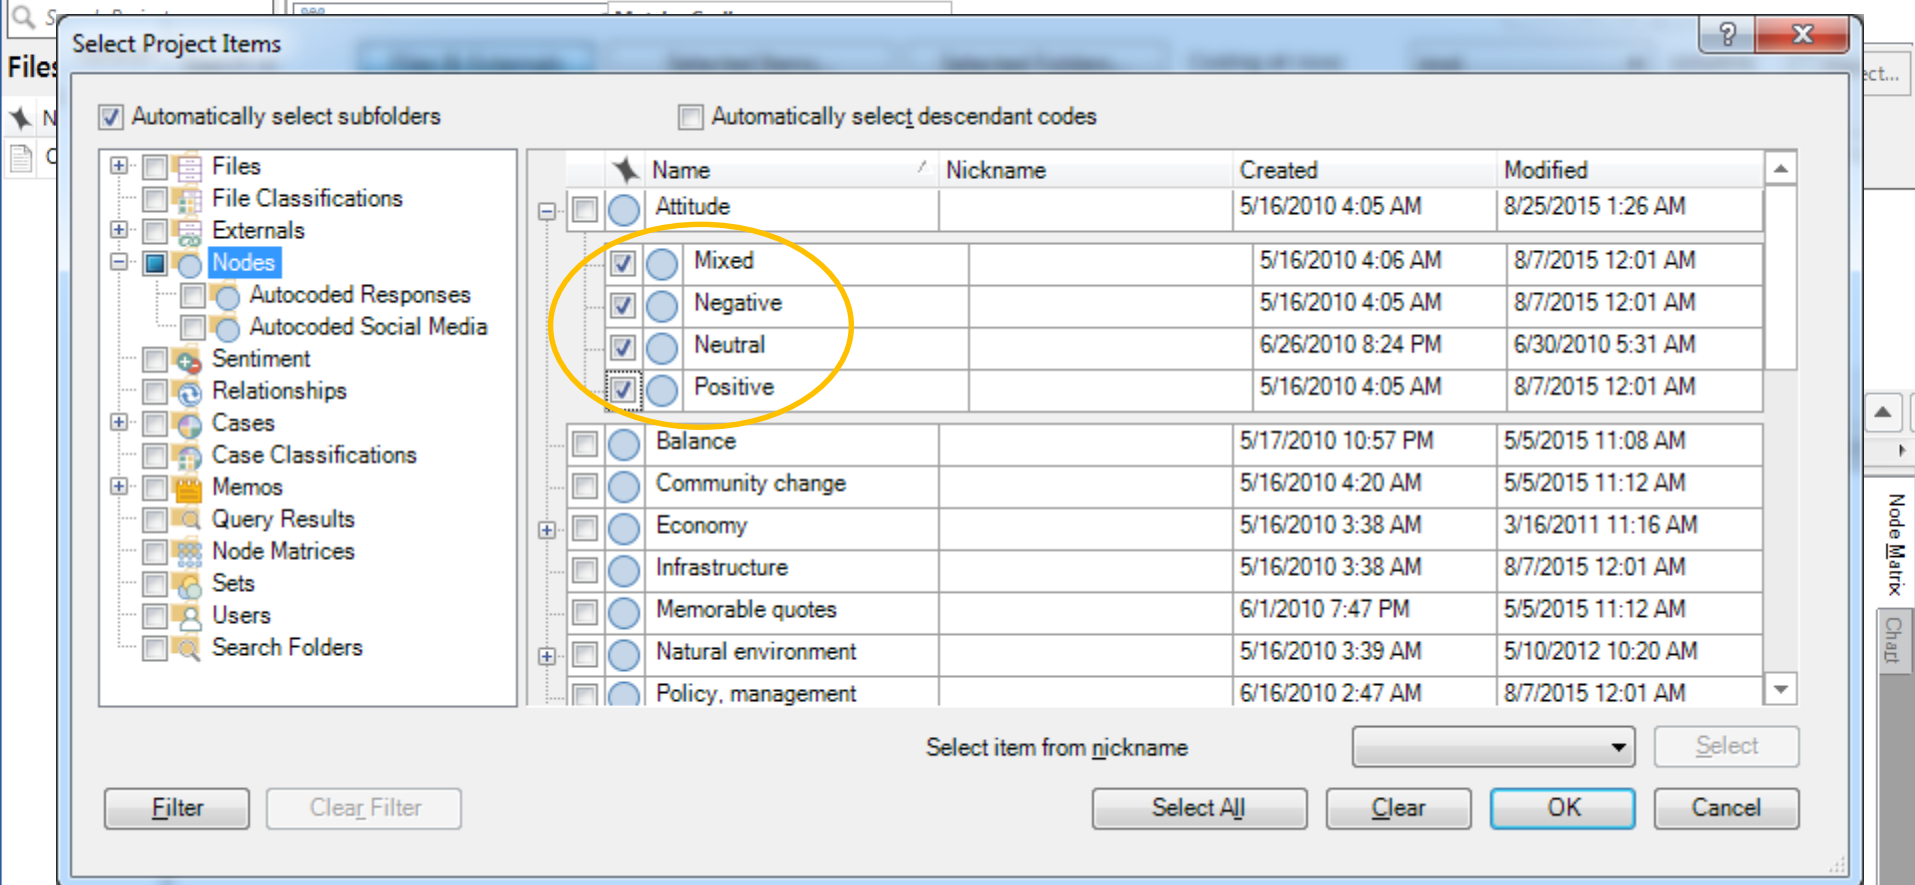 Select Project Items
?
x
Files
N
C
ect...
Automatically select subfolders
Automatically select descendant codes
Files
File Classifications
Externals
Nodes
Autocoded Responses
Autocoded Social Media
Sentiment
Relationships
Cases
Case Classifications
Memos
Query Results
Node Matrices
Sets
Users
Search Folders
Name Nickname Created Modified
Attitude 5/16/2010 4:05 AM 8/25/2015 1:26 AM
Mixed 5/16/2010 4:06 AM 8/7/2015 12:01 AM
Negative 5/16/2010 4:05 AM 8/7/2015 12:01 AM
Neutral 6/26/2010 8:24 PM 6/30/2010 5:31 AM
Positive 5/16/2010 4:05 AM 8/7/2015 12:01 AM
Balance 5/17/2010 10:57 PM 5/5/2015 11:08 AM
Community change 5/16/2010 4:20 AM 5/5/2015 11:12 AM
Economy 5/16/2010 3:38 AM 3/16/2011 11:16 AM
Infrastructure 5/16/2010 3:38 AM 8/7/2015 12:01 AM
Memorable quotes 6/1/2010 7:47 PM 5/5/2015 11:12 AM
Natural environment 5/16/2010 3:39 AM 5/10/2012 10:20 AM
Policy, management 6/16/2010 2:47 AM 8/7/2015 12:01 AM
Node Matrix
Chart
Select item from nickname
Select
Filter
Clear Filter
Select All
Clear
OK
Cancel